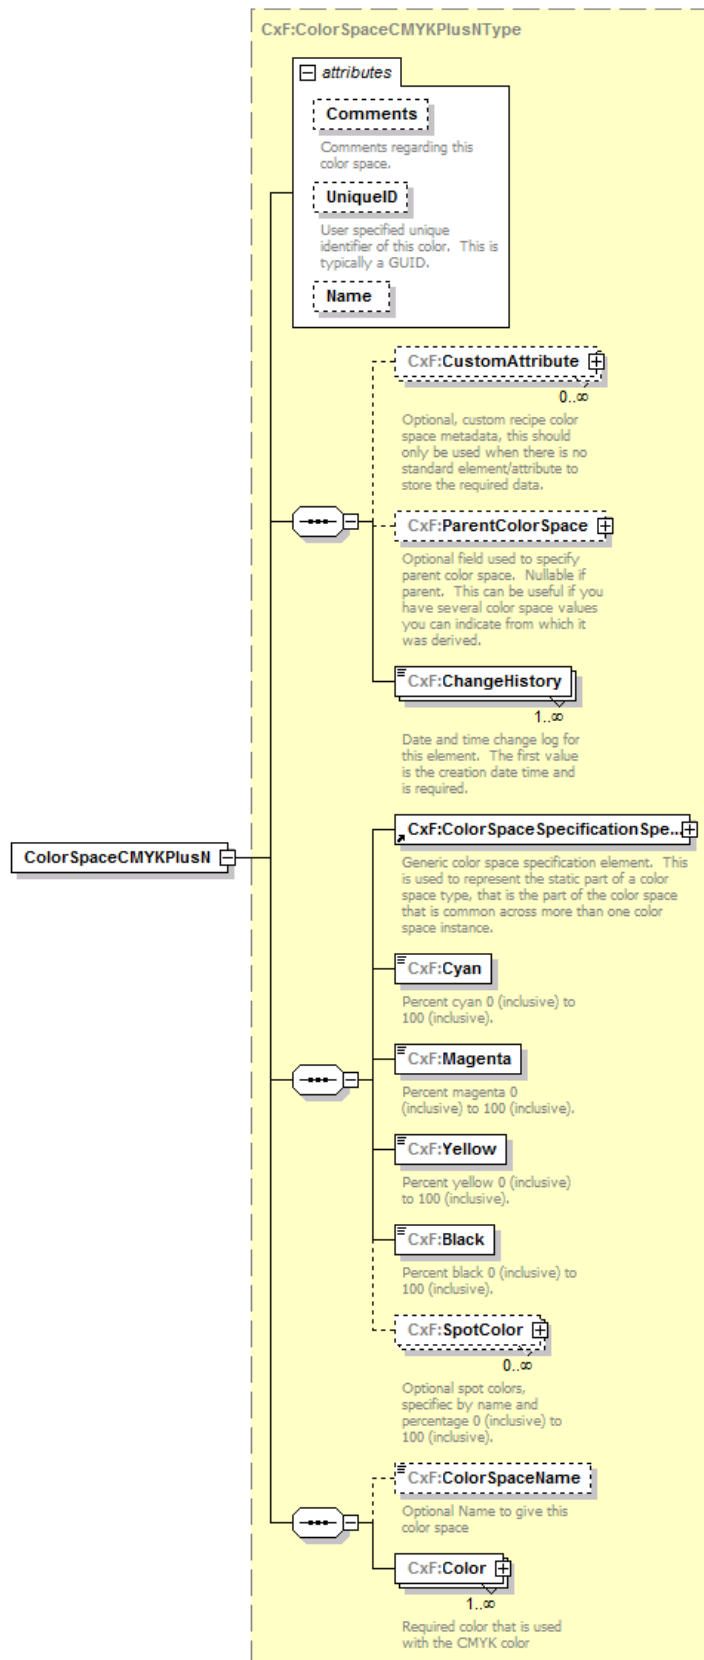 CxF:ColorSpaceCMYKPlusNType
attributes
Comments
Comments regarding this
color space.
UniqueID
User specified unique
identifier of this color.  This is
typically a GUID.
Name
CxF:CustomAttribute
0..∞
Optional, custom recipe color
space metadata, this should
only be used when there is no
standard element/attribute to
store the required data.
CxF:ParentColorSpace
Optional field used to specify
parent color space.  Nullable if
parent.  This can be useful if you
have several color space values
you can indicate from which it
was derived.
CxF:ChangeHistory
1..∞
Date and time change log for
this element.  The first value
is the creation date time and
is required.
ColorSpaceCMYKPlusN
CxF:ColorSpaceSpecificationSpe...
Generic color space specification element.  This
is used to represent the static part of a color
space type, that is the part of the color space
that is common across more than one color
space instance.
CxF:Cyan
Percent cyan 0 (inclusive) to
100 (inclusive).
CxF:Magenta
Percent magenta 0
(inclusive) to 100 (inclusive).
CxF:Yellow
Percent yellow 0 (inclusive)
to 100 (inclusive).
CxF:Black
Percent black 0 (inclusive) to
100 (inclusive).
CxF:SpotColor
0..∞
Optional spot colors,
specifiec by name and
percentage 0 (inclusive) to
100 (inclusive).
CxF:ColorSpaceName
Optional Name to give this
color space
CxF:Color
1..∞
Required color that is used
with the CMYK color